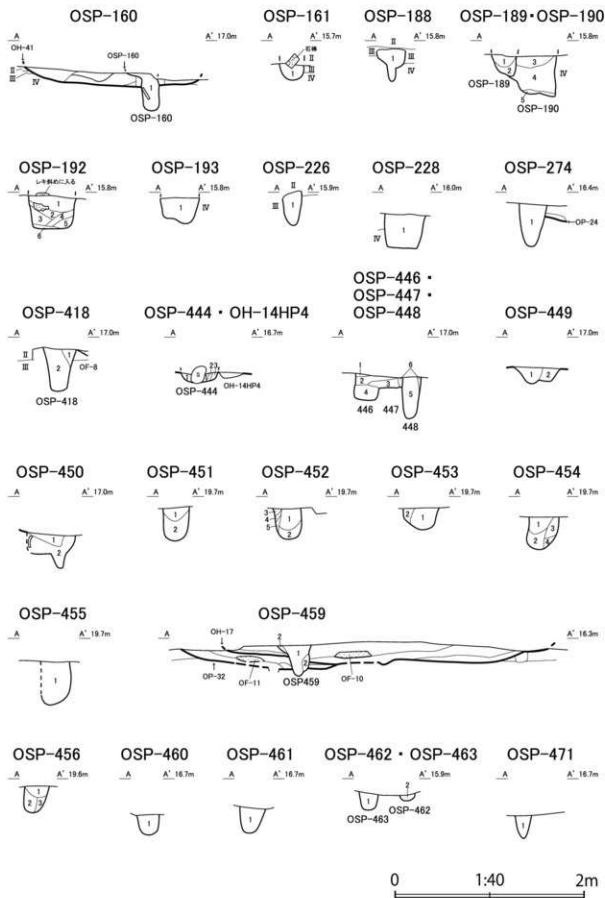 OSP-160 OSP-161 OSP-188 OSP-189・OSP-190
A A' 17.0m A A' 15.7m A A' 15.8m A A' 15.8m
OH-41 OSP-160 石棒 II
II III IV 1 I I II III IV 1 II III III IV 1 I I 1 2 3 4 IV
OSP-160 OSP-189 5 OSP-190
OSP-192 OSP-193 OSP-226 OSP-228 OSP-274
A レキ斜めに入る A' 15.8m A A' 15.8m A II A' 15.9m A A' 16.0m A A' 16.4m
1 2 3 4 5 6 1 IV III 1 IV 1 1 OP-24
OSP-446・
OSP-447・
OSP-418 OSP-444・OH-14HP4 OSP-448 OSP-449
A A' 17.0m A A' 16.7m A A' 17.0m A A' 17.0m
II III 1 2 OF-8 1 S 2 3 OH-14HP4 1 2 3 4 5 6 1 2
OSP-418 OSP-444 446 447 448
OSP-450 OSP-451 OSP-452 OSP-453 OSP-454
A A' 17.0m A A' 19.7m A A' 19.7m A A' 19.7m A A' 19.7m
1 2 1 2 3 4 5 1 2 2 1 1 2 3 4
OSP-455 OSP-459
A A' 19.7m A OH-17 2 A' 16.3m
1 1 2
OP-32 OF-11 OSP459 OF-10
OSP-456 OSP-460 OSP-461 OSP-462・OSP-463 OSP-471
A A' 19.6m A A' 16.7m A A' 16.7m A A' 15.9m A A' 16.7m
1 2 3 1 1 1 2 1
OSP-463 OSP-462
0 1:40 2m